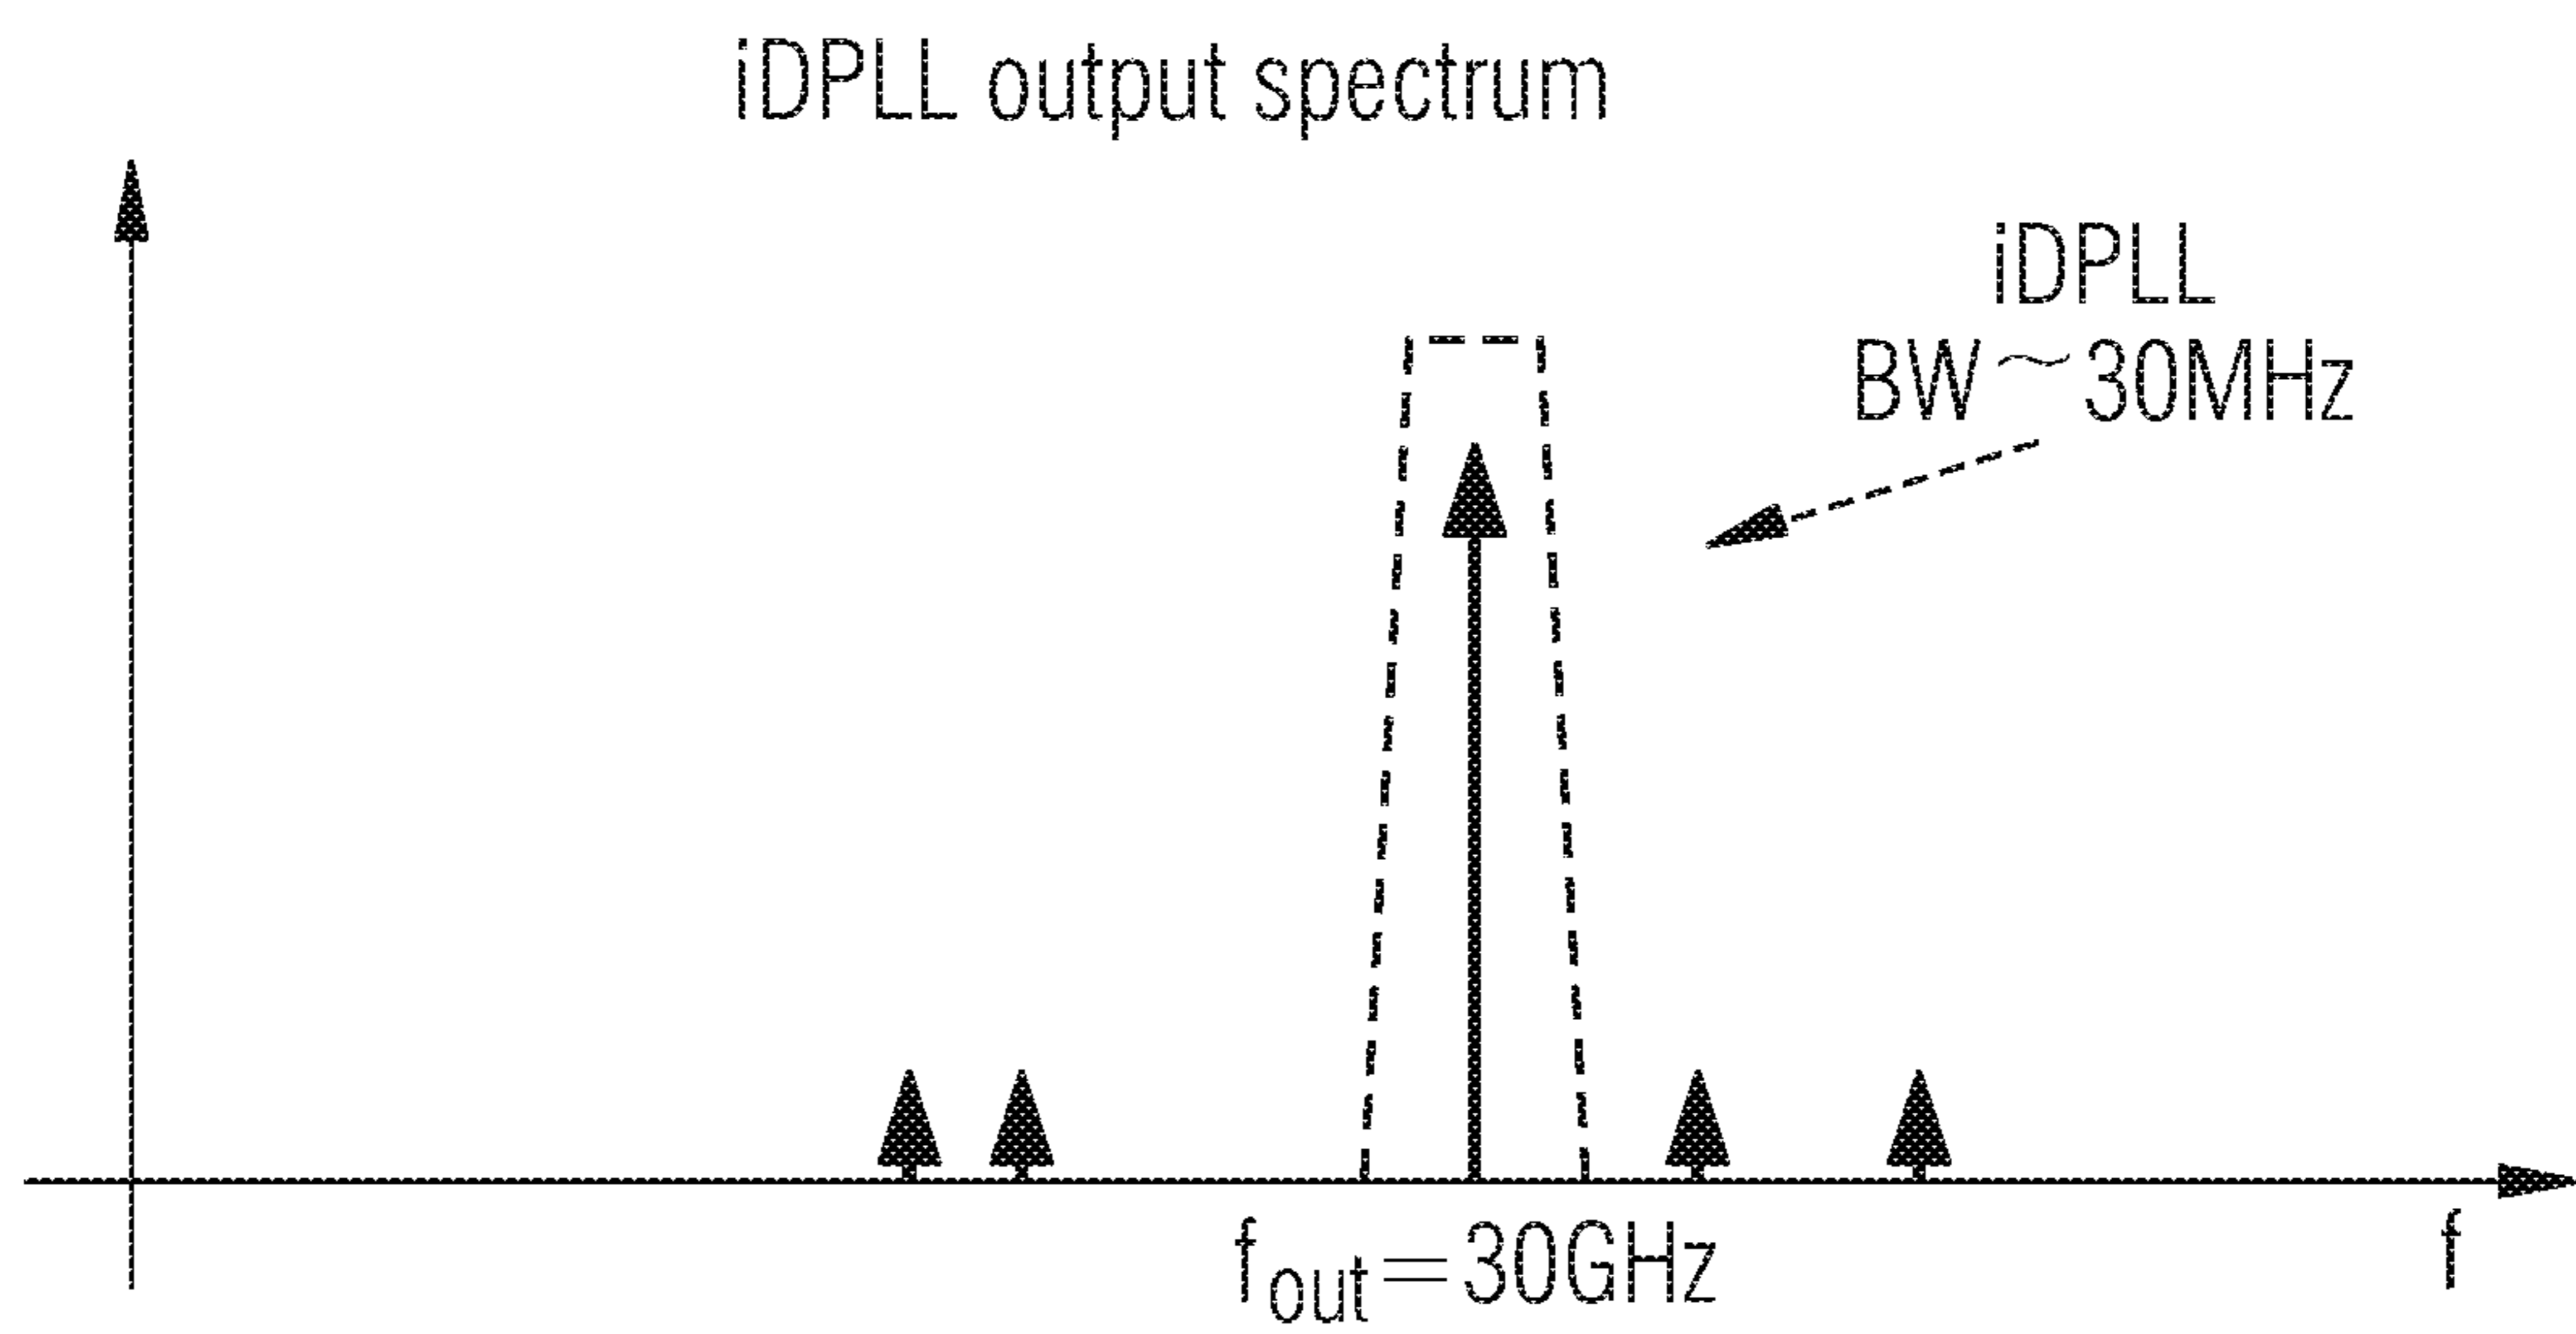 iDPLL output spectrum
iDPLL
BW~30MHz
fout=30GHz
f